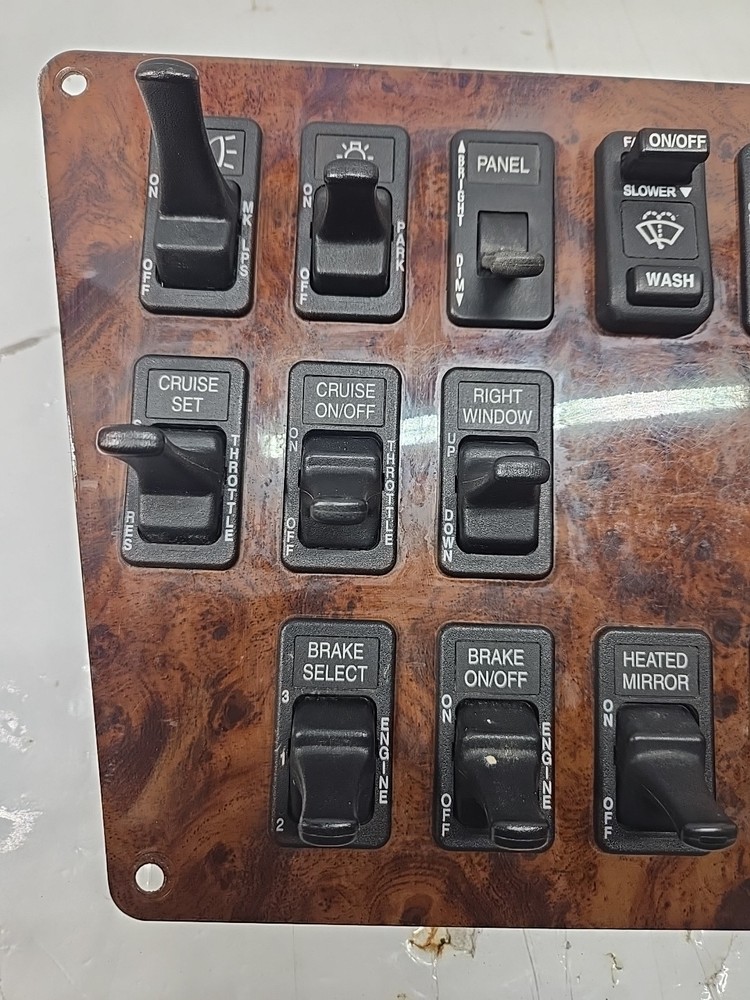 ON
OFF
MK LPS
ON
OFF
PARK
PANEL
▲BRIGHT
DIM▼
ON/OFF
SLOWER ▼
WASH
CRUISE
SET
RES
THROTTLE
CRUISE
ON/OFF
ON
OFF
THROTTLE
RIGHT
WINDOW
UP
DOWN
BRAKE
SELECT
3
1
2
ENGINE
BRAKE
ON/OFF
ON
OFF
ENGINE
HEATED
MIRROR
ON
OFF